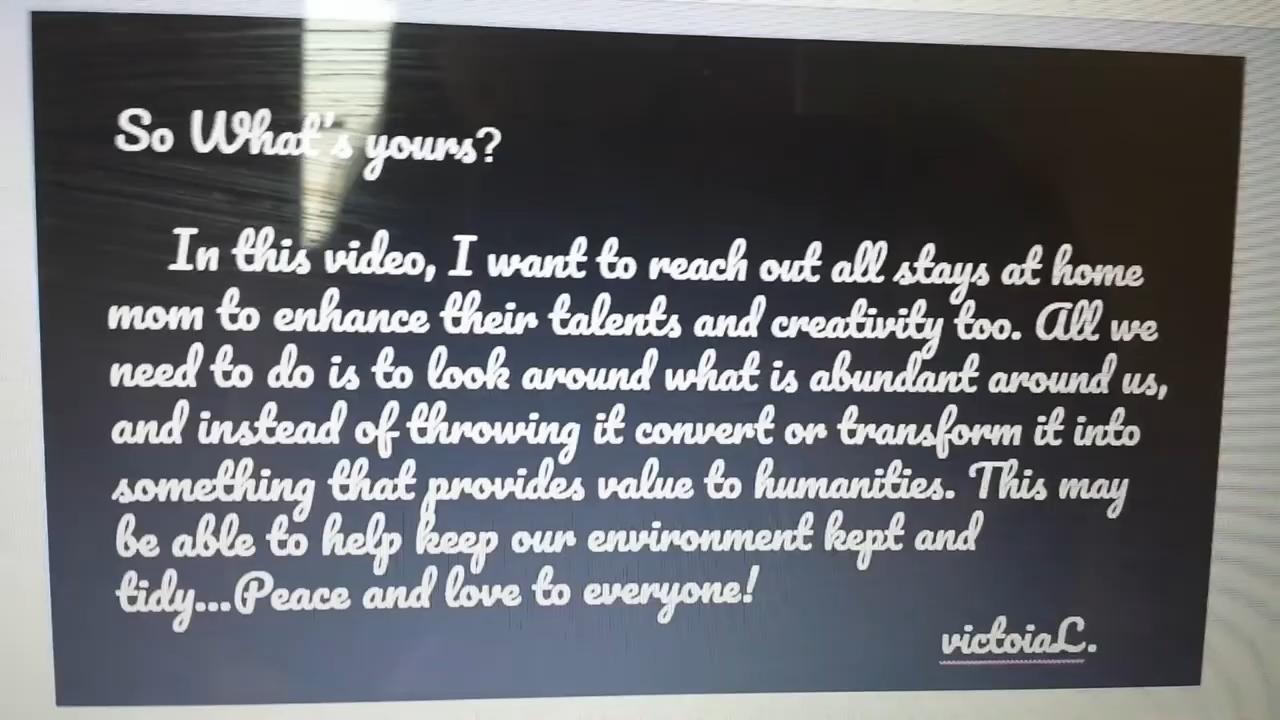 So What's yours?
In this video, I want to reach out all stays at home
mom to enhance their talents and creativity too. All we
need to do is to look around what is abundant around us,
and instead of throwing it convert or transform it into
something that provides value to humanities. This may
be able to help keep our environment kept and
tidy...Peace and love to everyone!
victoiaL.